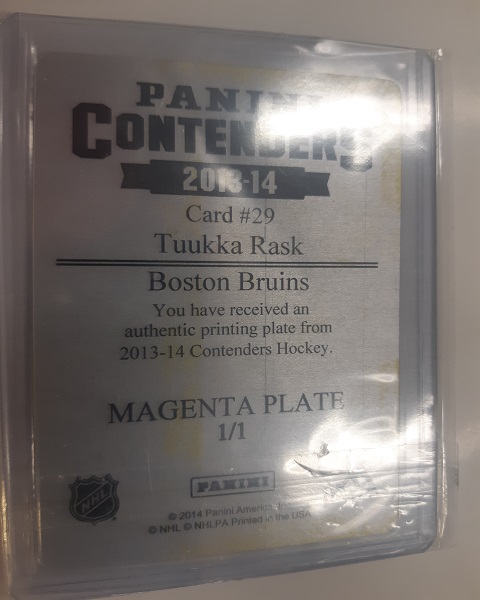 PANINI
CONTENDERS
2013-14
Card #29
Tuukka Rask
Boston Bruins
You have received an
authentic printing plate from
2013-14 Contenders Hockey.
MAGENTA PLATE
1/1
NHL
PANINI
© 2014 Panini America,
© NHL © NHLPA Printed in the USA